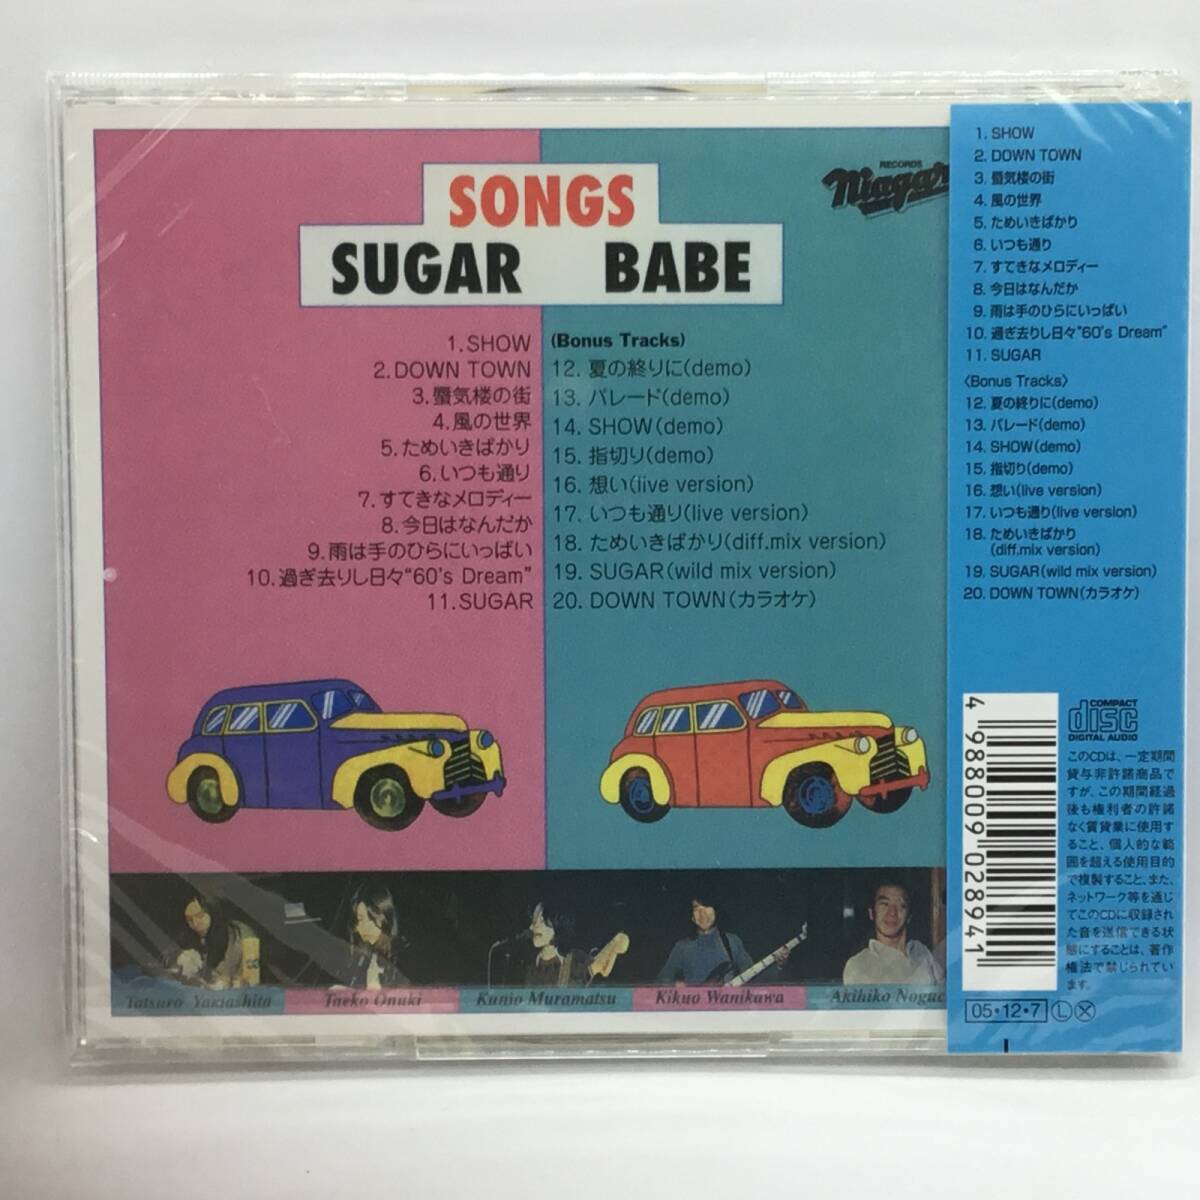 SONGS
SUGAR BABE
RECORDS
Niagar
1.SHOW
2.DOWN TOWN
3.蜃気楼の街
4.風の世界
5.ためいきばかり
6.いつも通り
7.すてきなメロディー
8.今日はなんだか
9.雨は手のひらにいっぱい
10.過ぎ去りし日々“60's Dream”
11.SUGAR
(Bonus Tracks)
12. 夏の終りに(demo)
13. パレード(demo)
14. SHOW(demo)
15. 指切り(demo)
16. 想い(live version)
17. いつも通り(live version)
18. ためいきばかり(diff.mix version)
19. SUGAR(wild mix version)
20. DOWN TOWN(カラオケ)
Tatsuro Yamashita
Taeko Onuki
Kunio Muramatsu
Kikuo Wanikawa
Akihiko Noguc
1. SHOW
2. DOWN TOWN
3. 蜃気楼の街
4. 風の世界
5. ためいきばかり
6. いつも通り
7. すてきなメロディー
8. 今日はなんだか
9. 雨は手のひらにいっぱい
10. 過ぎ去りし日々“60's Dream”
11. SUGAR
〈Bonus Tracks〉
12. 夏の終りに(demo)
13. パレード(demo)
14. SHOW(demo)
15. 指切り(demo)
16. 想い(live version)
17. いつも通り(live version)
18. ためいきばかり
(diff.mix version)
19. SUGAR(wild mix version)
20. DOWN TOWN(カラオケ)
4 988009 028941
COMPACT
disc
DIGITAL AUDIO
このCDは、一定期間
貸与非許諾商品で
すが、この期間経過
後も権利者の許諾
なく賃貸業に使用す
ること、個人的な範
囲を超える使用目的
で複製すること、また、
ネットワーク等を通じ
てこのCDに収録され
た音を送信できる状
態にすることは、著作
権法で禁じられてい
ます。
05・12・7 Ⓛ Ⓧ